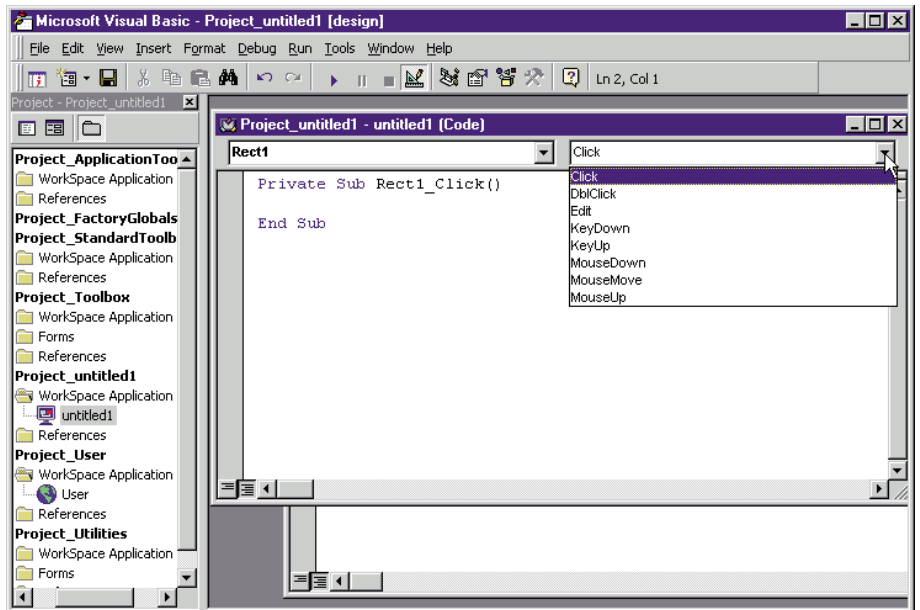 Microsoft Visual Basic - Project_untitled1 [design]
File Edit View Insert Format Debug Run Tools Window Help
Ln 2, Col 1
Project - Project_untitled1
Project_ApplicationToo
WorkSpace Application
References
Project_FactoryGlobals
Project_StandardToolb
WorkSpace Application
References
Project_Toolbox
WorkSpace Application
Forms
References
Project_untitled1
WorkSpace Application
untitled1
References
Project_User
WorkSpace Application
User
References
Project_Utilities
WorkSpace Application
Forms
Project_untitled1 - untitled1 (Code)
Rect1
Click
Private Sub Rect1_Click()
End Sub
Click
DblClick
Edit
KeyDown
KeyUp
MouseDown
MouseMove
MouseUp